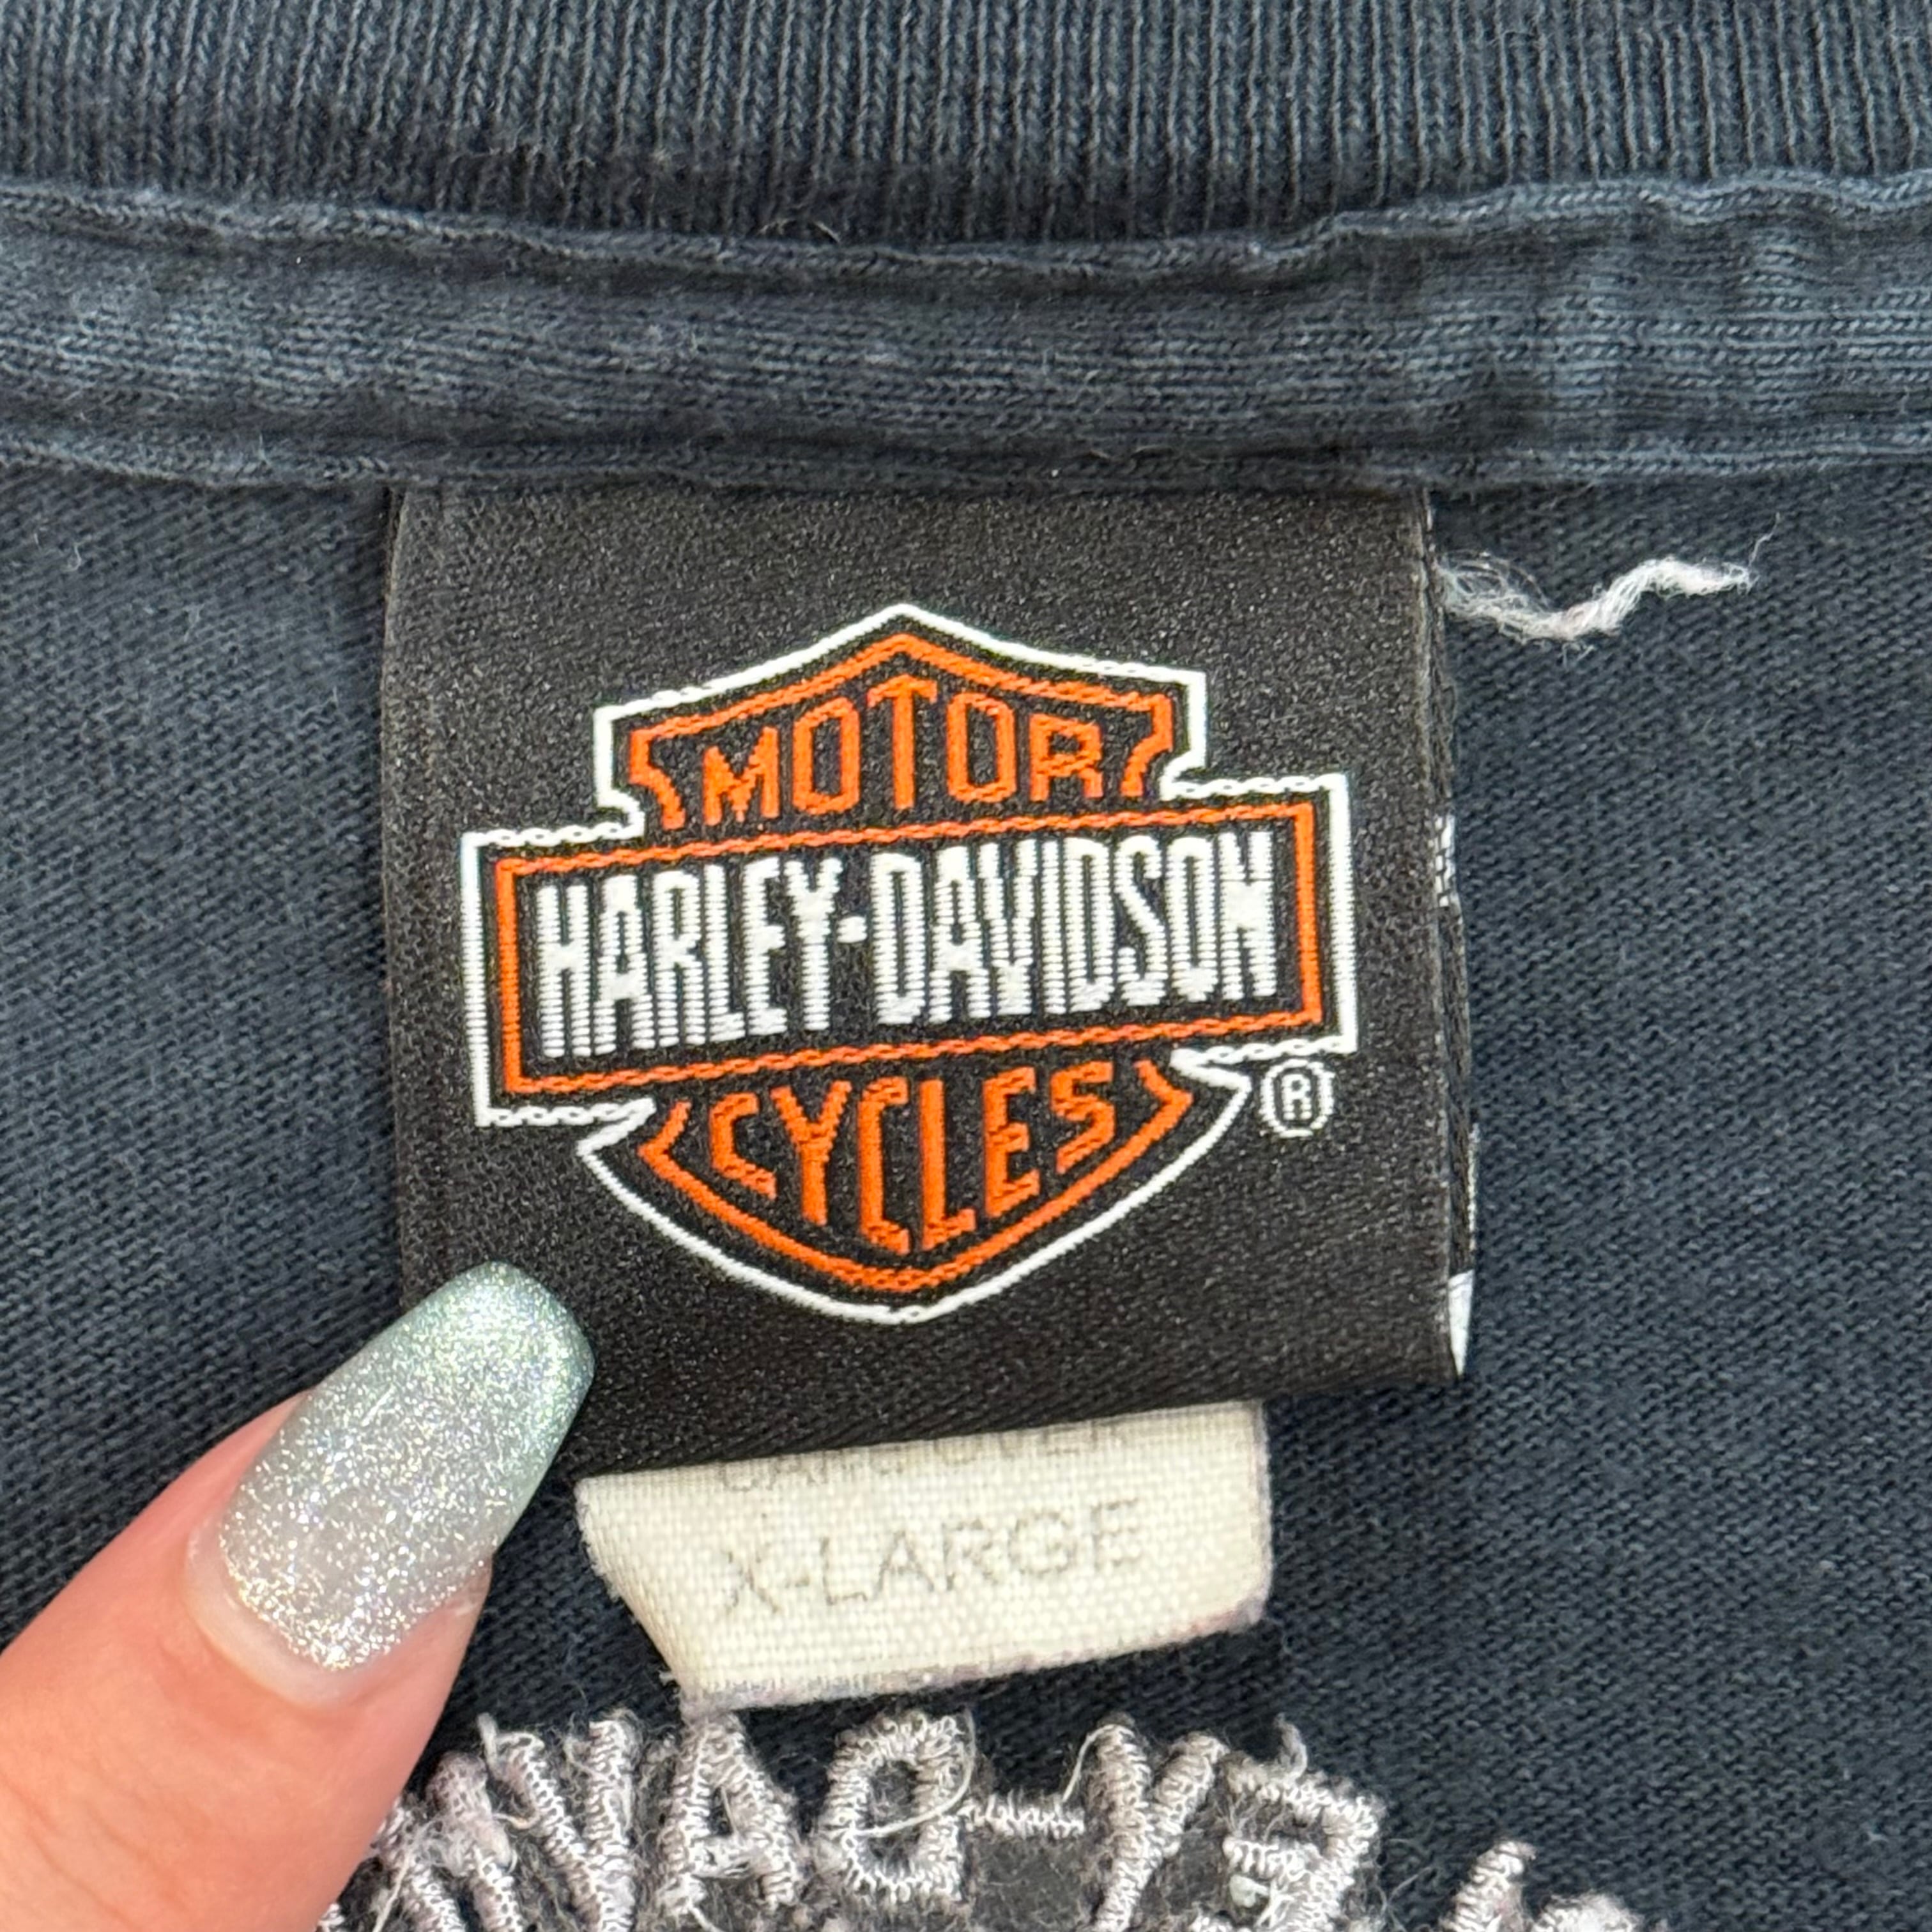 MOTOR
HARLEY-DAVIDSON
CYCLES
®
X-LARGE